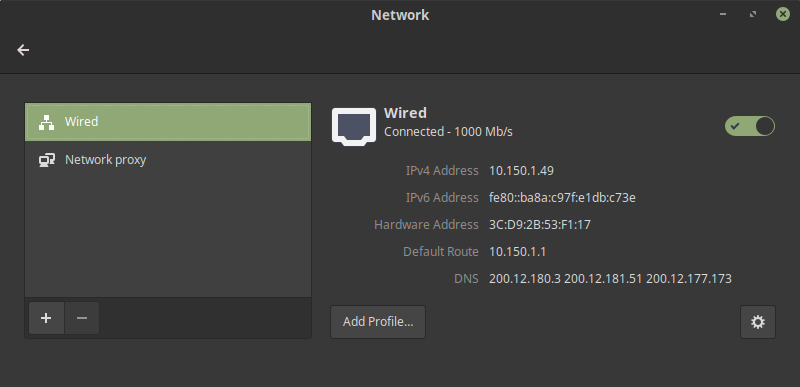 Network
Wired
Network proxy
Wired
Connected - 1000 Mb/s
IPv4 Address 10.150.1.49
IPv6 Address fe80::ba8a:c97f:e1db:c73e
Hardware Address 3C:D9:2B:53:F1:17
Default Route 10.150.1.1
DNS 200.12.180.3 200.12.181.51 200.12.177.173
Add Profile...